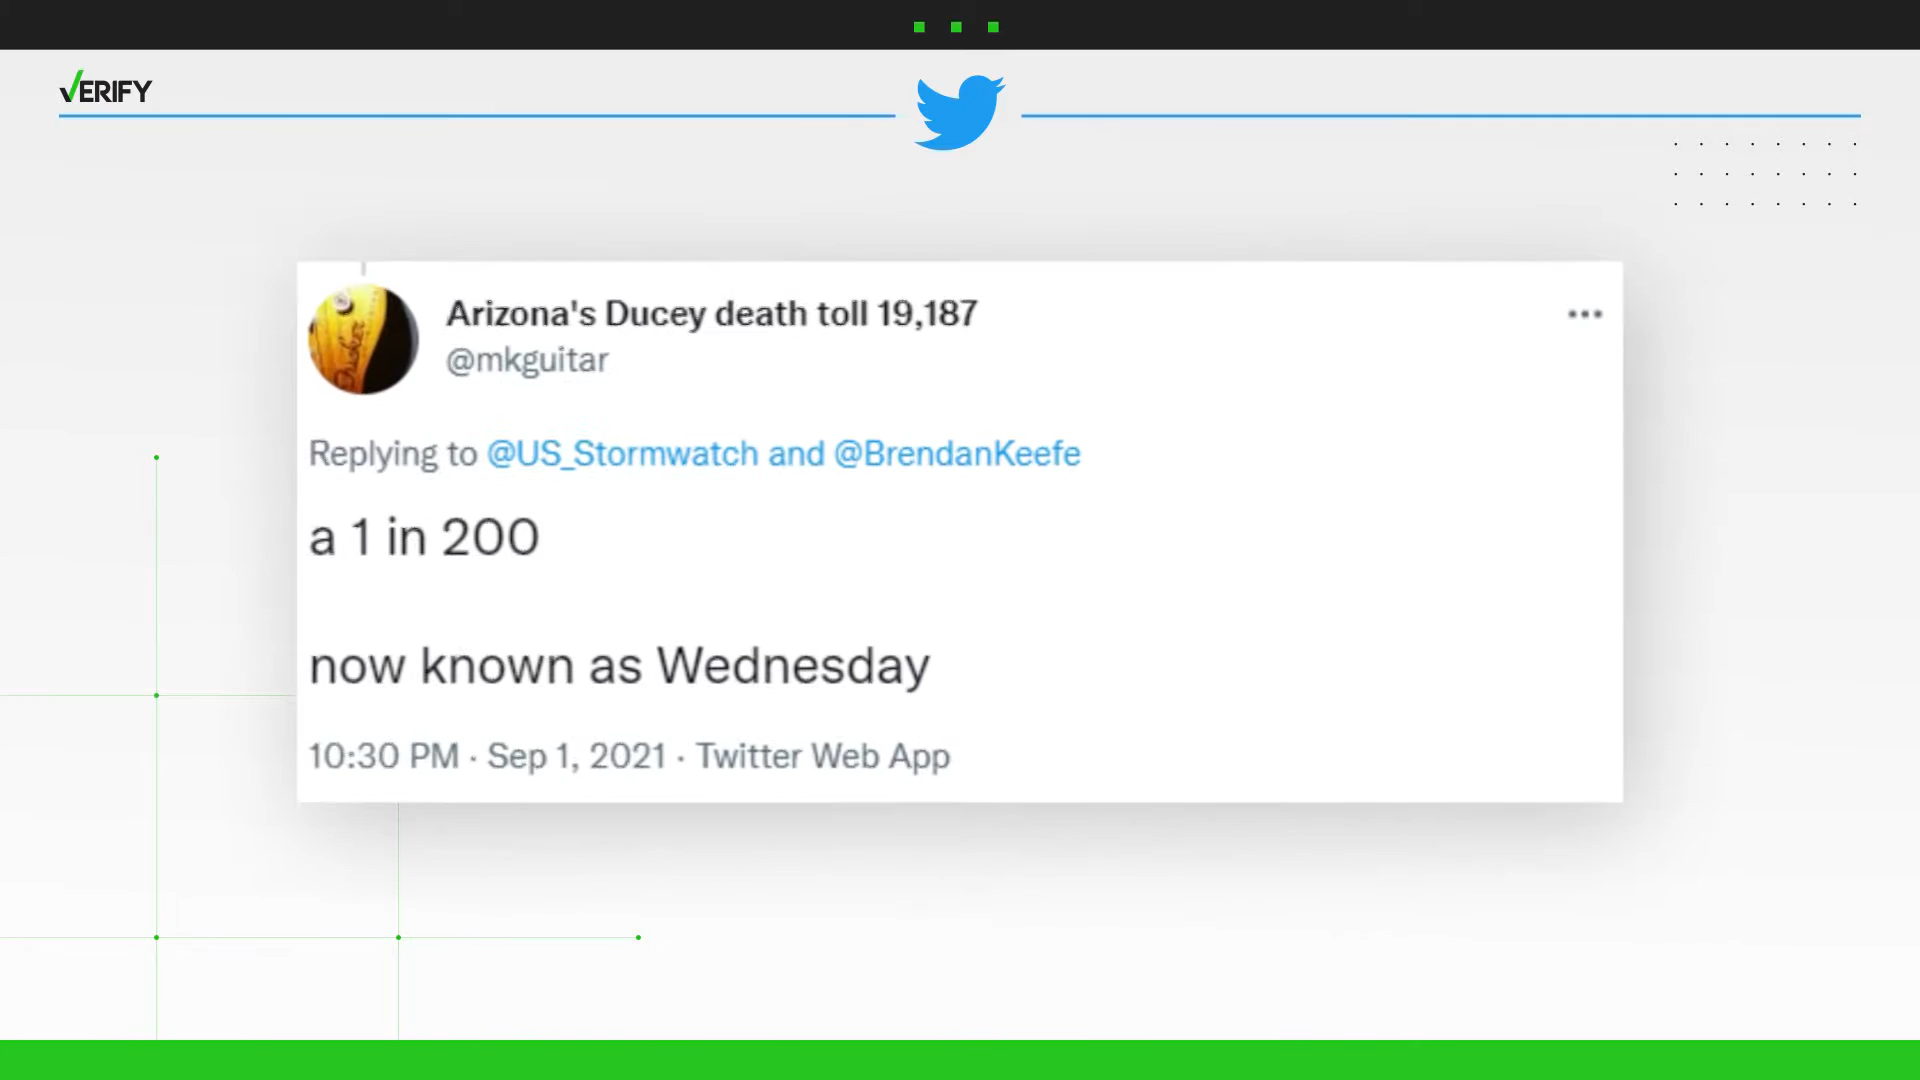 VERIFY
Arizona's Ducey death toll 19,187
@mkguitar
Replying to @US_Stormwatch and @BrendanKeefe
a 1 in 200
now known as Wednesday
10:30 PM · Sep 1, 2021 · Twitter Web App